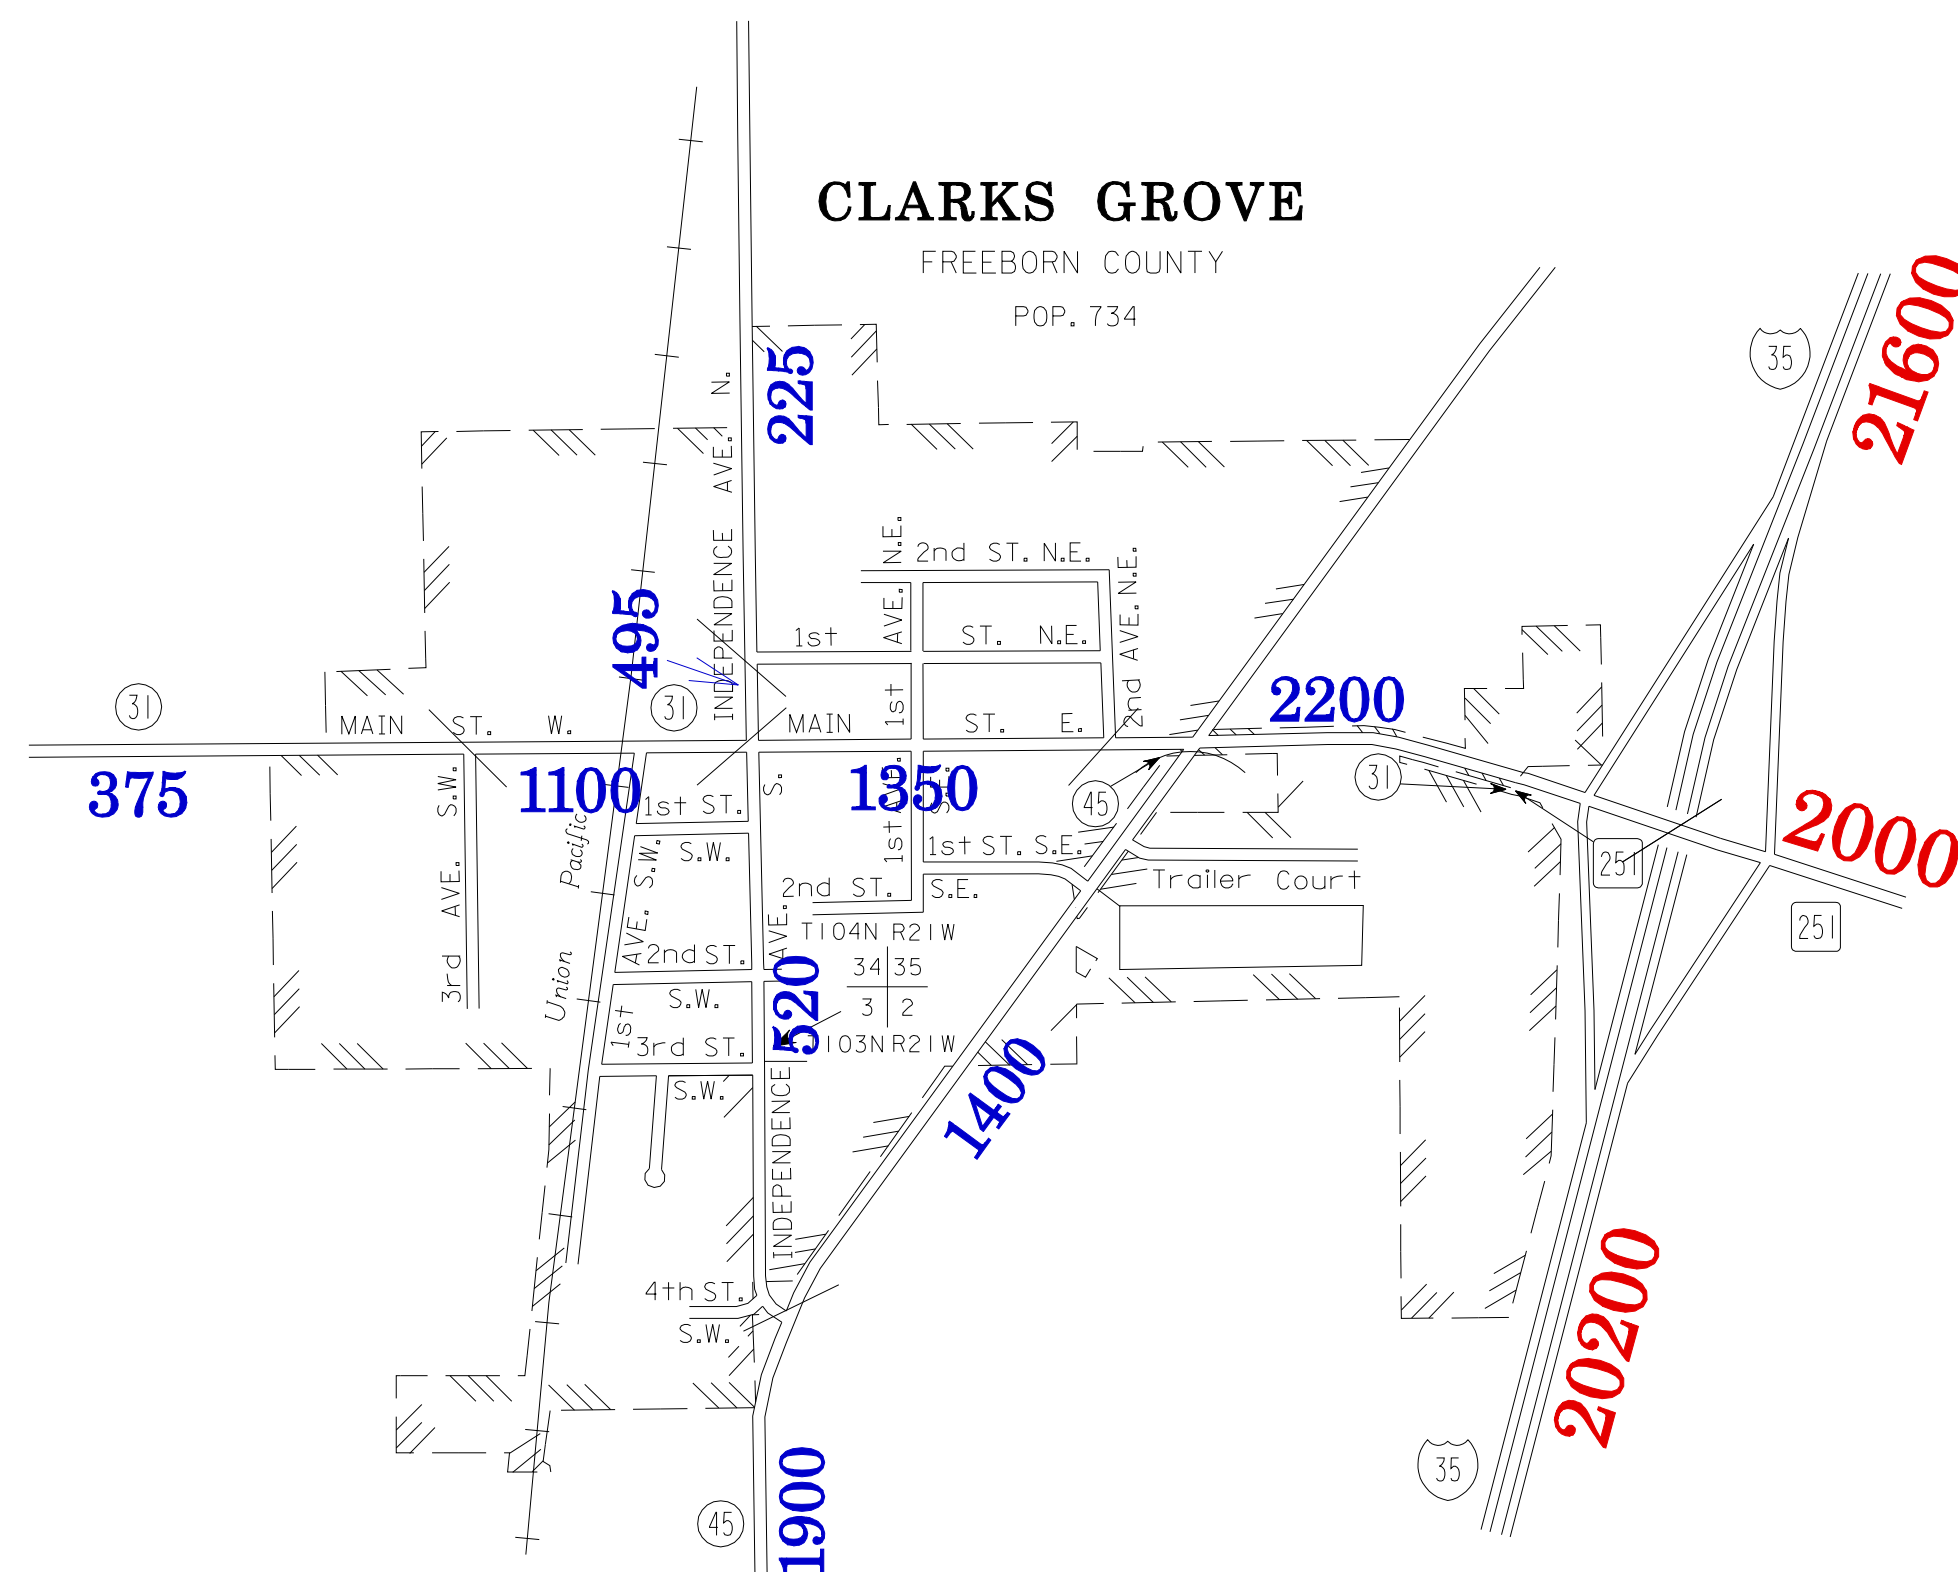 CLARKS GROVE
FREEBORN COUNTY
POP. 734
35
21600
225
INDEPENDENCE AVE. N.
495
31
31
MAIN ST. W.
375
1100
1st AVE. N.E.
2nd ST. N.E.
2nd AVE. N.E.
1st ST. N.E.
MAIN ST. E.
1350
2200
45
31
251
2000
251
3rd AVE. S.W.
Union Pacific
1st ST.
S.W.
1st AVE. S.W.
2nd ST.
S.W.
3rd ST.
S.W.
1st AVE. S.E.
1st ST. S.E.
2nd ST. S.E.
Trailer Court
T104N R21W
34 35
3 2
T103N R21W
520
INDEPENDENCE AVE. S.
1400
4th ST.
S.W.
20200
35
45
1900